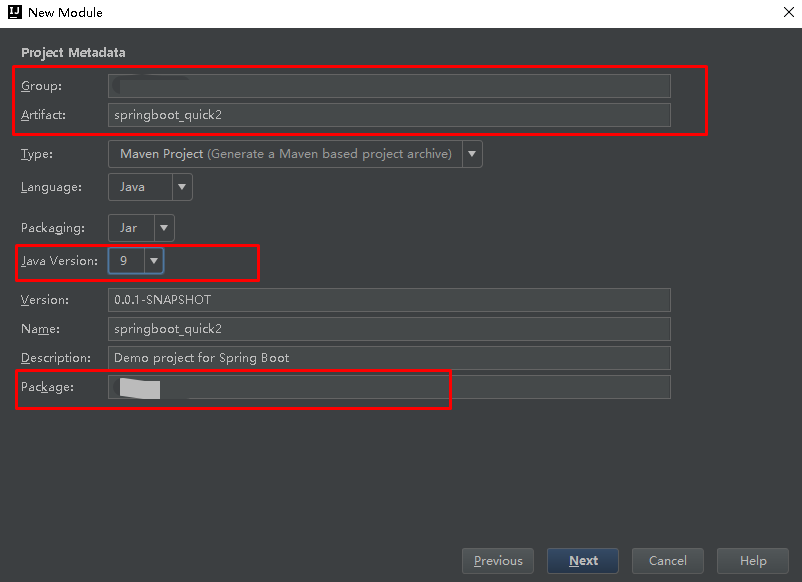 New Module
Project Metadata
Group:
Artifact: springboot_quick2
Type: Maven Project (Generate a Maven based project archive)
Language: Java
Packaging: Jar
Java Version: 9
Version: 0.0.1-SNAPSHOT
Name: springboot_quick2
Description: Demo project for Spring Boot
Package:
Previous Next Cancel Help